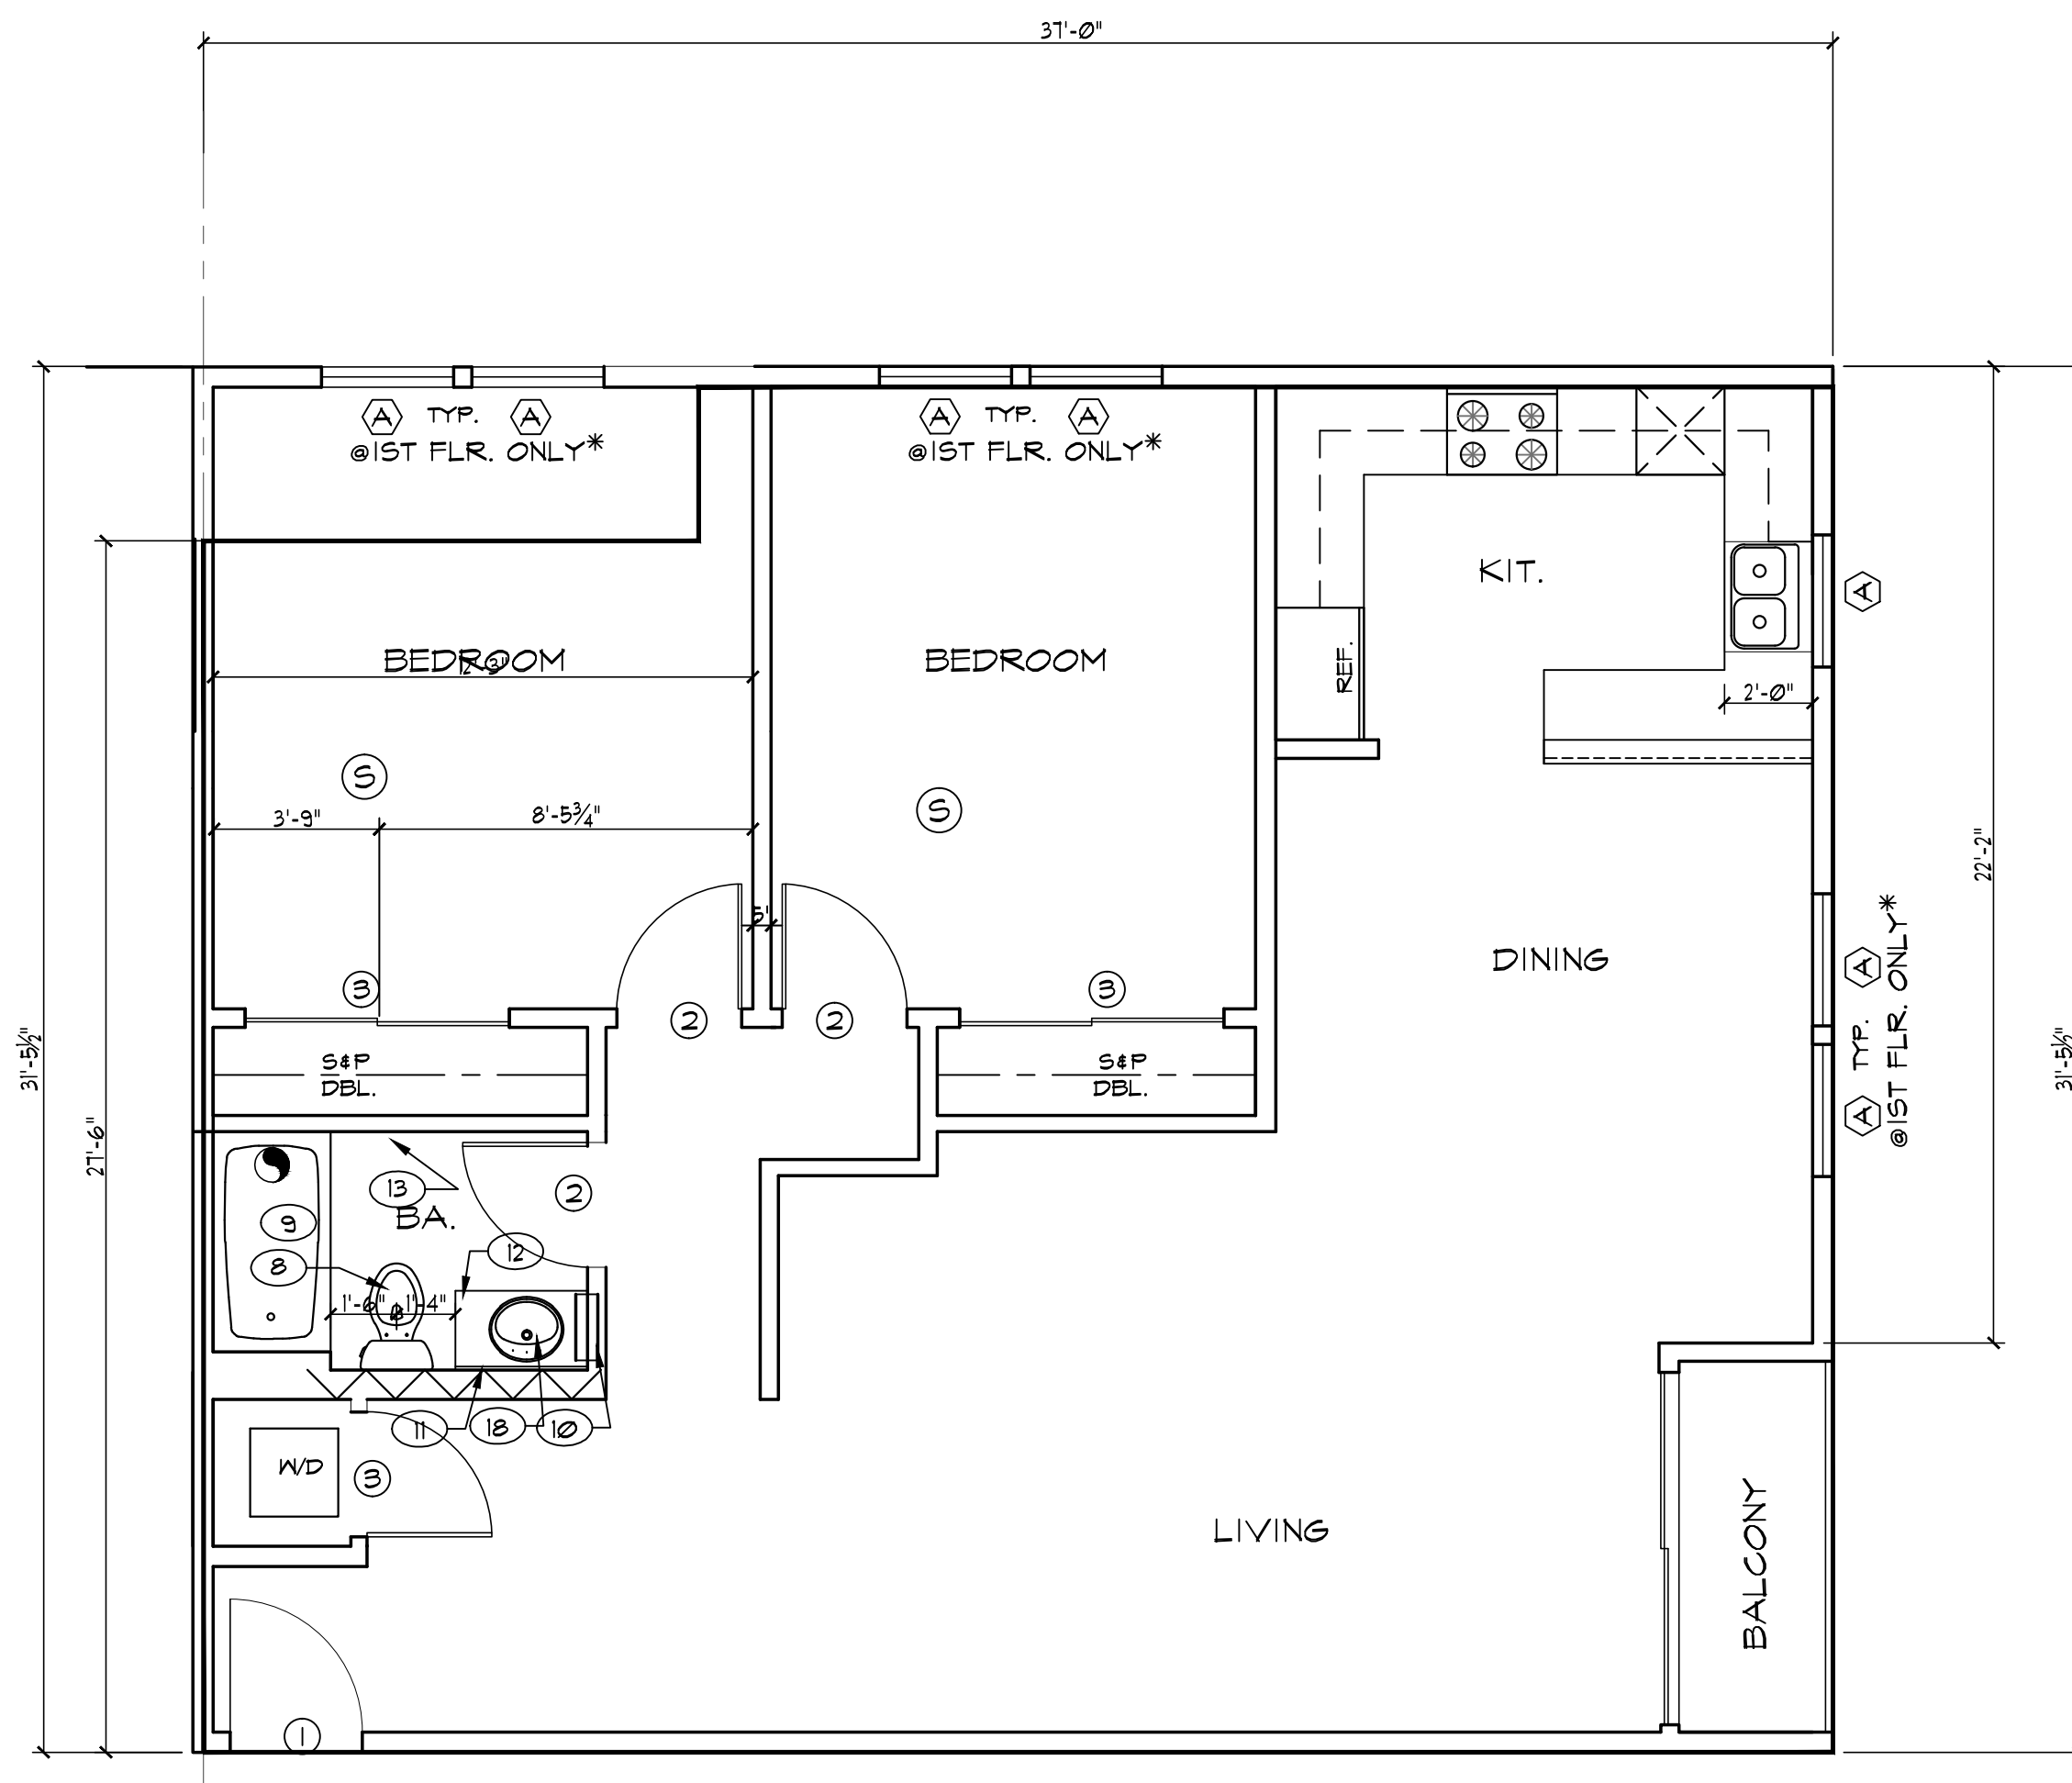 37'-0"
A TYP. A
@1ST FLR. ONLY*
A TYP. A
@1ST FLR. ONLY*
KIT.
A
BEDROOM
12'-3"
BEDROOM
REF.
2'-0"
S
S
3'-9"
8'-5¾"
22'-2"
5"
DINING
A TYP. A
@1ST FLR. ONLY*
3
2
2
3
31'-5½"
31'-5½"
S&P
DBL.
S&P
DBL.
27'-6"
13
2
BA.
9
12
8
1'-6"
1'-4"
11
18
10
W/D
3
LIVING
BALCONY
1